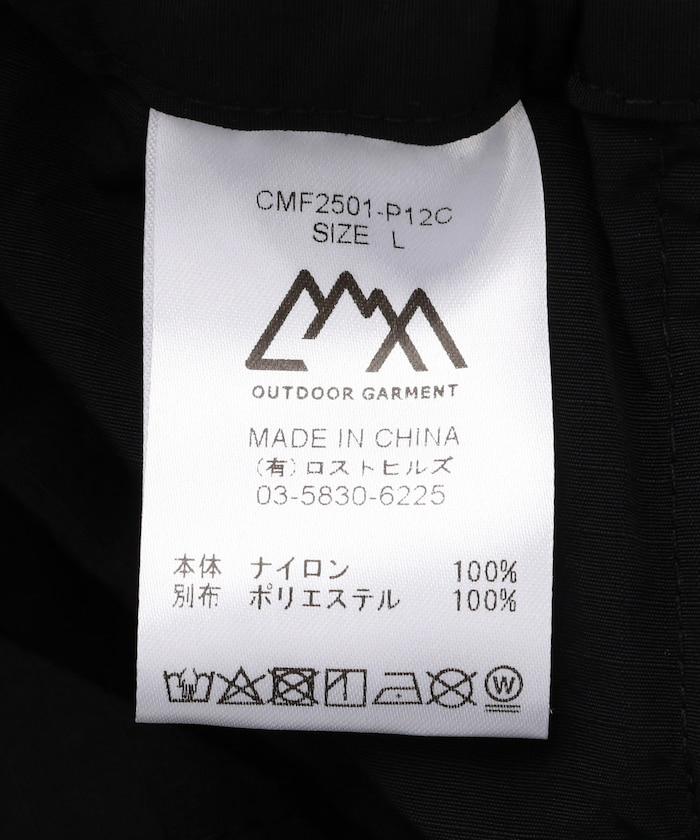 CMF2501-P12C
SIZE L
OUTDOOR GARMENT
MADE IN CHINA
(有)ロストヒルズ
03-5830-6225
本体 ナイロン 100%
別布 ポリエステル 100%
W